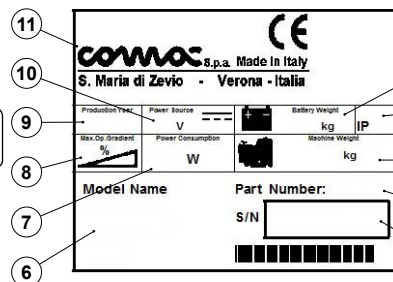 11
comac s.p.a. Made In Italy
S. Maria di Zevio - Verona - Italia
10
Production Year Power Source Battery Weight
9
V kg IP
Max.Op.Gradient Power Consumption Machine Weight
% W kg
8
Model Name Part Number:
7
S/N
6